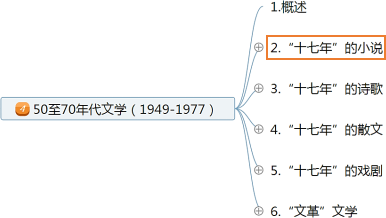 1.概述
2.“十七年”的小说
3.“十七年”的诗歌
50至70年代文学（1949-1977）
4.“十七年”的散文
5.“十七年”的戏剧
6.“文革”文学